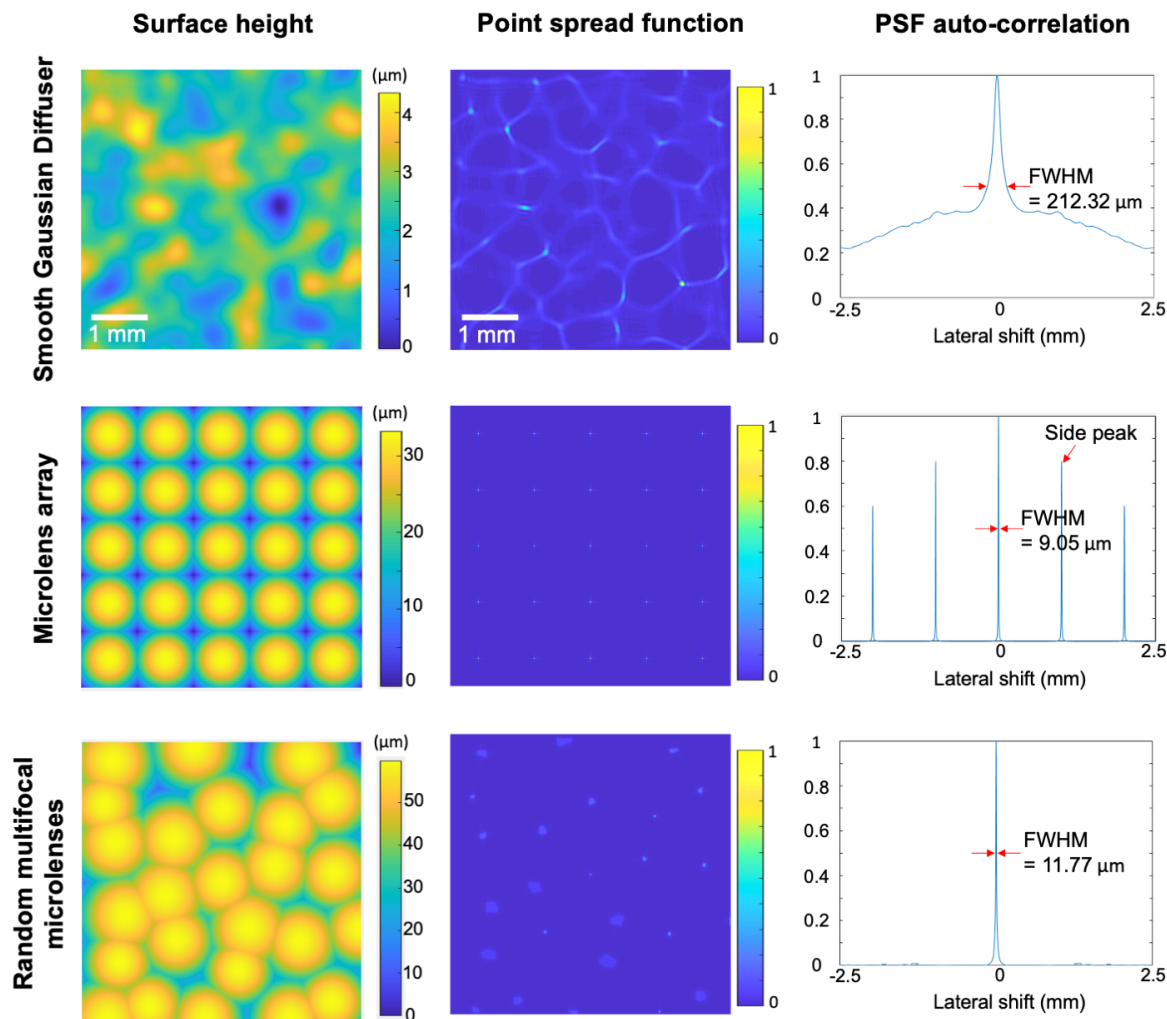 Surface height
Point spread function
PSF auto-correlation
Smooth Gaussian Diffuser
(μm)
4
3
2
1
0
1 mm
1 mm
1
0
1
0.8
0.6
0.4
0.2
0
FWHM
= 212.32 μm
-2.5
0
2.5
Lateral shift (mm)
Microlens array
(μm)
30
20
10
0
1
0
1
0.8
0.6
0.4
0.2
0
Side peak
FWHM
= 9.05 μm
-2.5
0
2.5
Lateral shift (mm)
Random multifocal
microlenses
(μm)
50
40
30
20
10
0
1
0
1
0.8
0.6
0.4
0.2
0
FWHM
= 11.77 μm
-2.5
0
2.5
Lateral shift (mm)